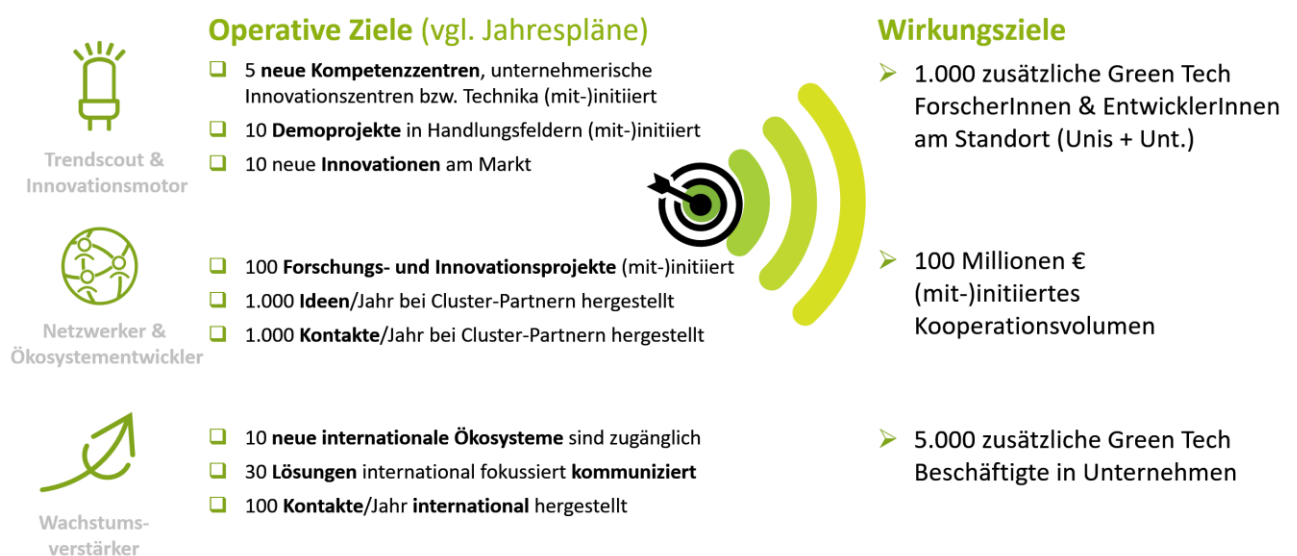 Operative Ziele (vgl. Jahrespläne)
Wirkungsziele
Trendscout &
Innovationsmotor
5 neue Kompetenzzentren, unternehmerische
Innovationszentren bzw. Technika (mit-)initiiert
10 Demoprojekte in Handlungsfeldern (mit-)initiiert
10 neue Innovationen am Markt
1.000 zusätzliche Green Tech
ForscherInnen & EntwicklerInnen
am Standort (Unis + Unt.)
Netzwerker &
Ökosystementwickler
100 Forschungs- und Innovationsprojekte (mit-)initiiert
1.000 Ideen/Jahr bei Cluster-Partnern hergestellt
1.000 Kontakte/Jahr bei Cluster-Partnern hergestellt
100 Millionen €
(mit-)initiiertes
Kooperationsvolumen
Wachstums-
verstärker
10 neue internationale Ökosysteme sind zugänglich
30 Lösungen international fokussiert kommuniziert
100 Kontakte/Jahr international hergestellt
5.000 zusätzliche Green Tech
Beschäftigte in Unternehmen